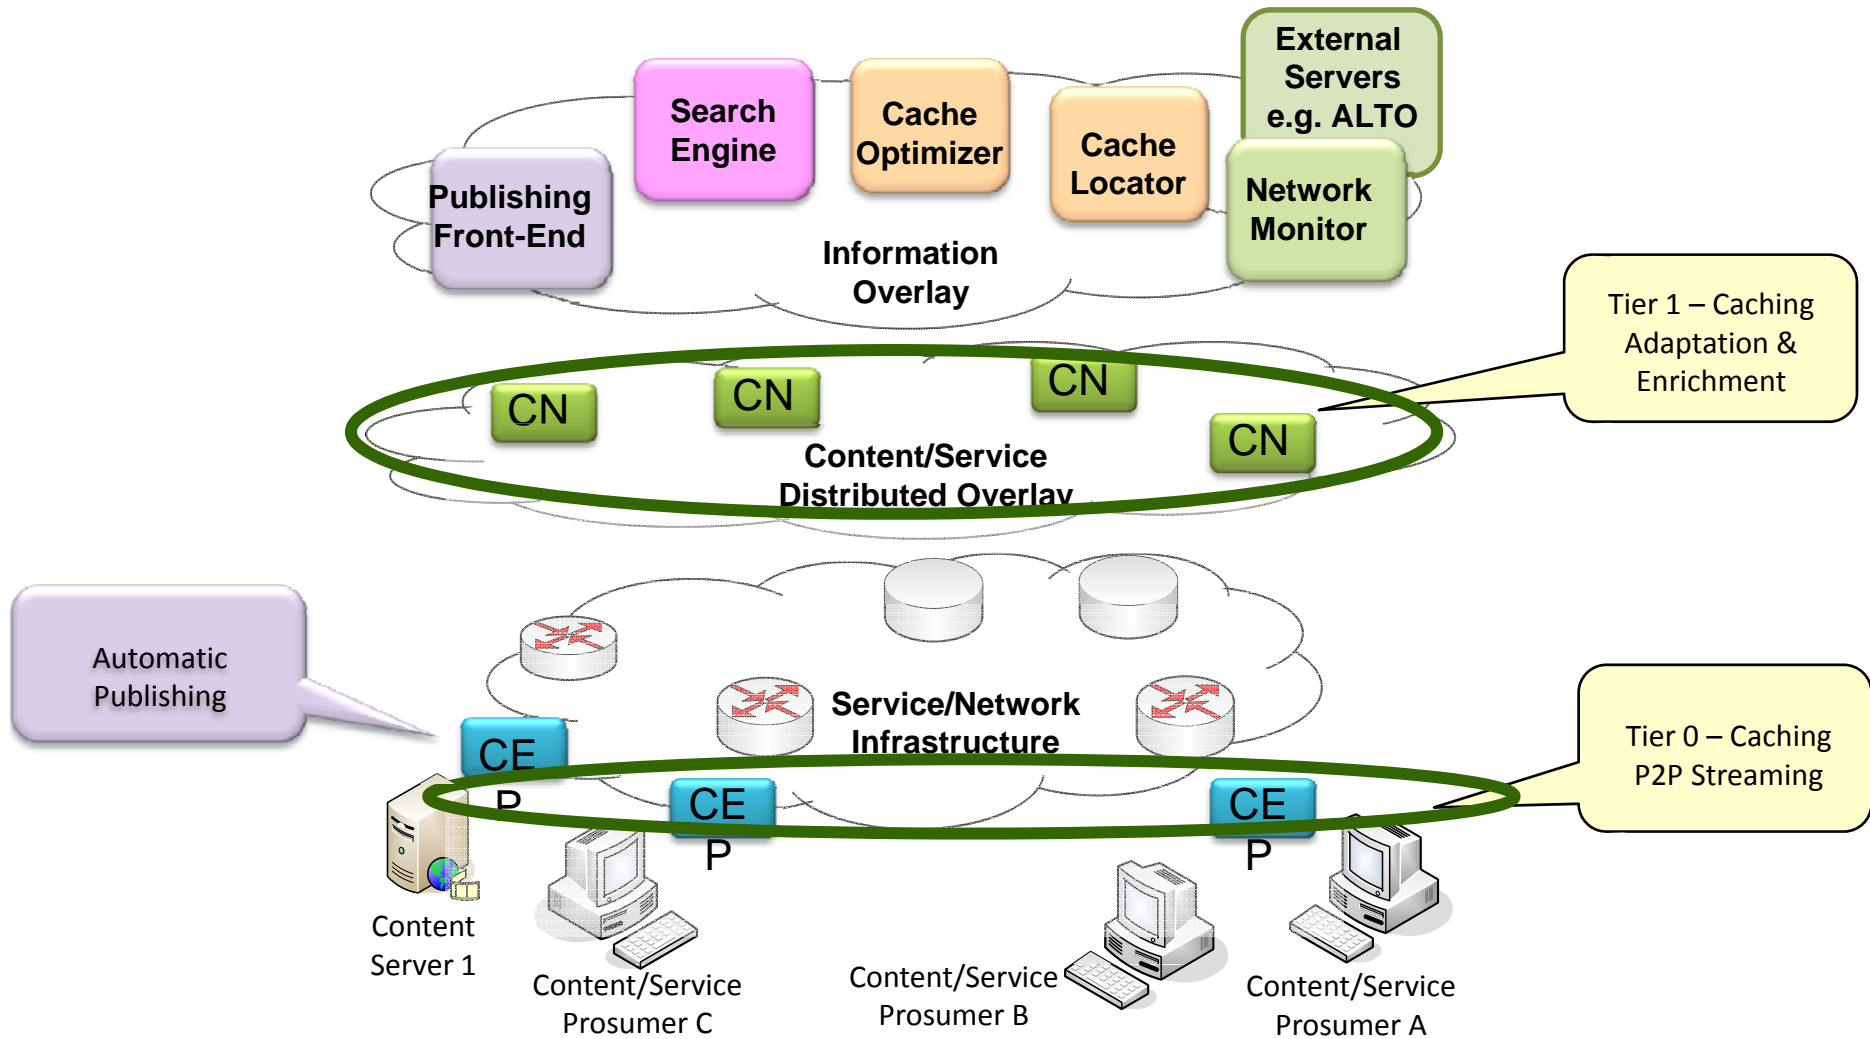 External
Servers
e.g. ALTO
Search
Engine
Cache
Optimizer
Cache
Locator
Publishing
Front-End
Network
Monitor
Information
Overlay
Tier 1 – Caching
Adaptation &
Enrichment
CN
CN
CN
CN
Content/Service
Distributed Overlay
Automatic
Publishing
Service/Network
Infrastructure
Tier 0 – Caching
P2P Streaming
CE
P
CE
P
CE
P
Content
Server 1
Content/Service
Prosumer C
Content/Service
Prosumer B
Content/Service
Prosumer A